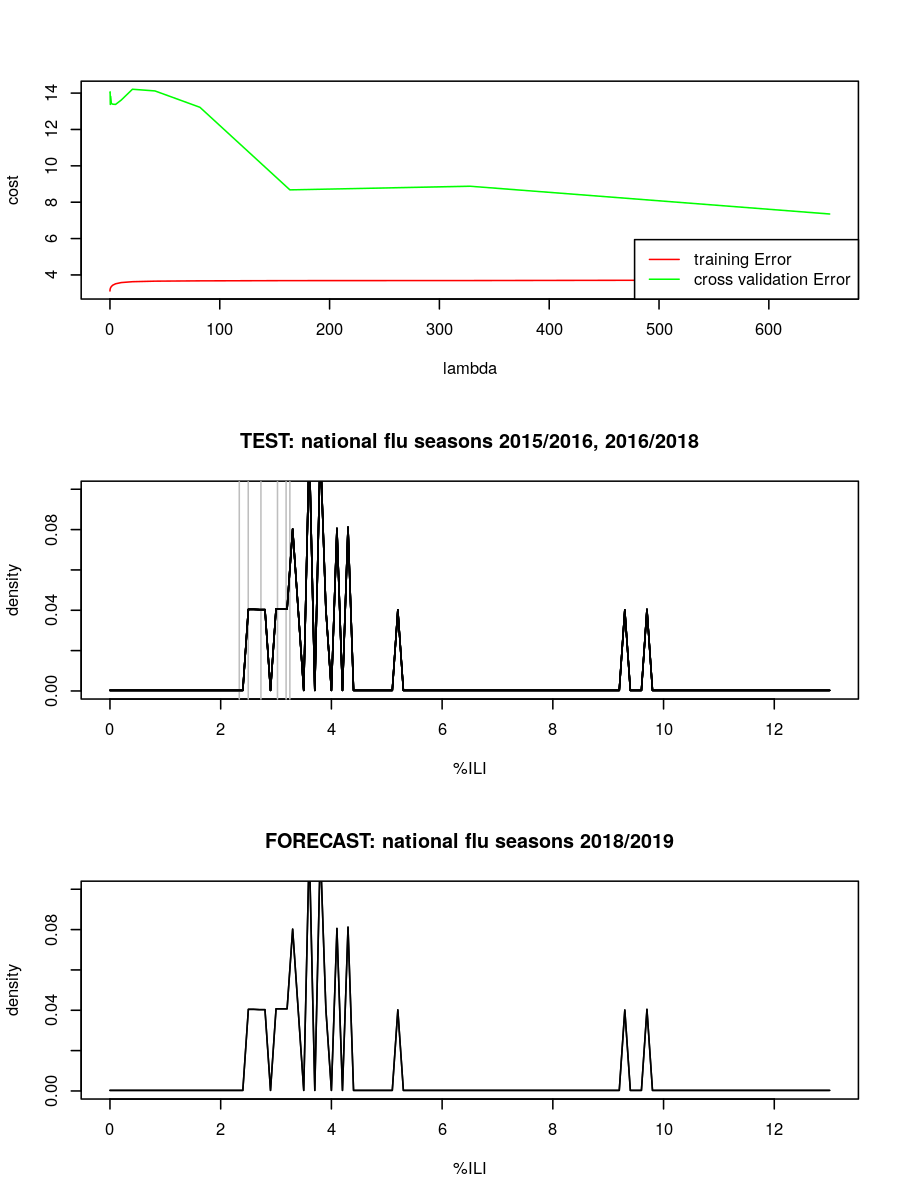 14
12
10
8
6
4
cost
training Error
cross validation Error
0 100 200 300 400 500 600
lambda
TEST: national flu seasons 2015/2016, 2016/2018
0.08
0.04
0.00
density
0 2 4 6 8 10 12
%ILI
FORECAST: national flu seasons 2018/2019
0.08
0.04
0.00
density
0 2 4 6 8 10 12
%ILI